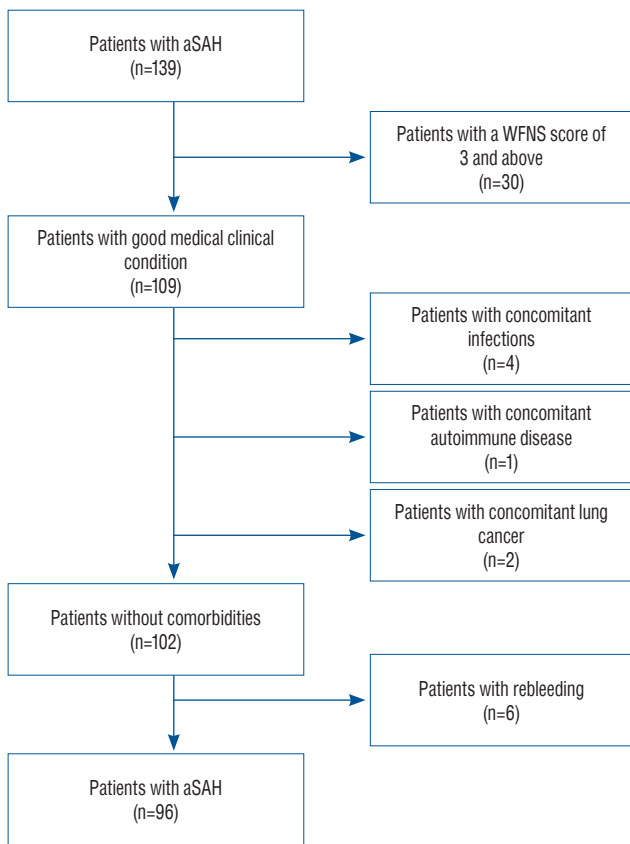 Patients with aSAH
(n=139)
Patients with a WFNS score of
3 and above
(n=30)
Patients with good medical clinical
condition
(n=109)
Patients with concomitant
infections
(n=4)
Patients with concomitant
autoimmune disease
(n=1)
Patients with concomitant lung
cancer
(n=2)
Patients without comorbidities
(n=102)
Patients with rebleeding
(n=6)
Patients with aSAH
(n=96)